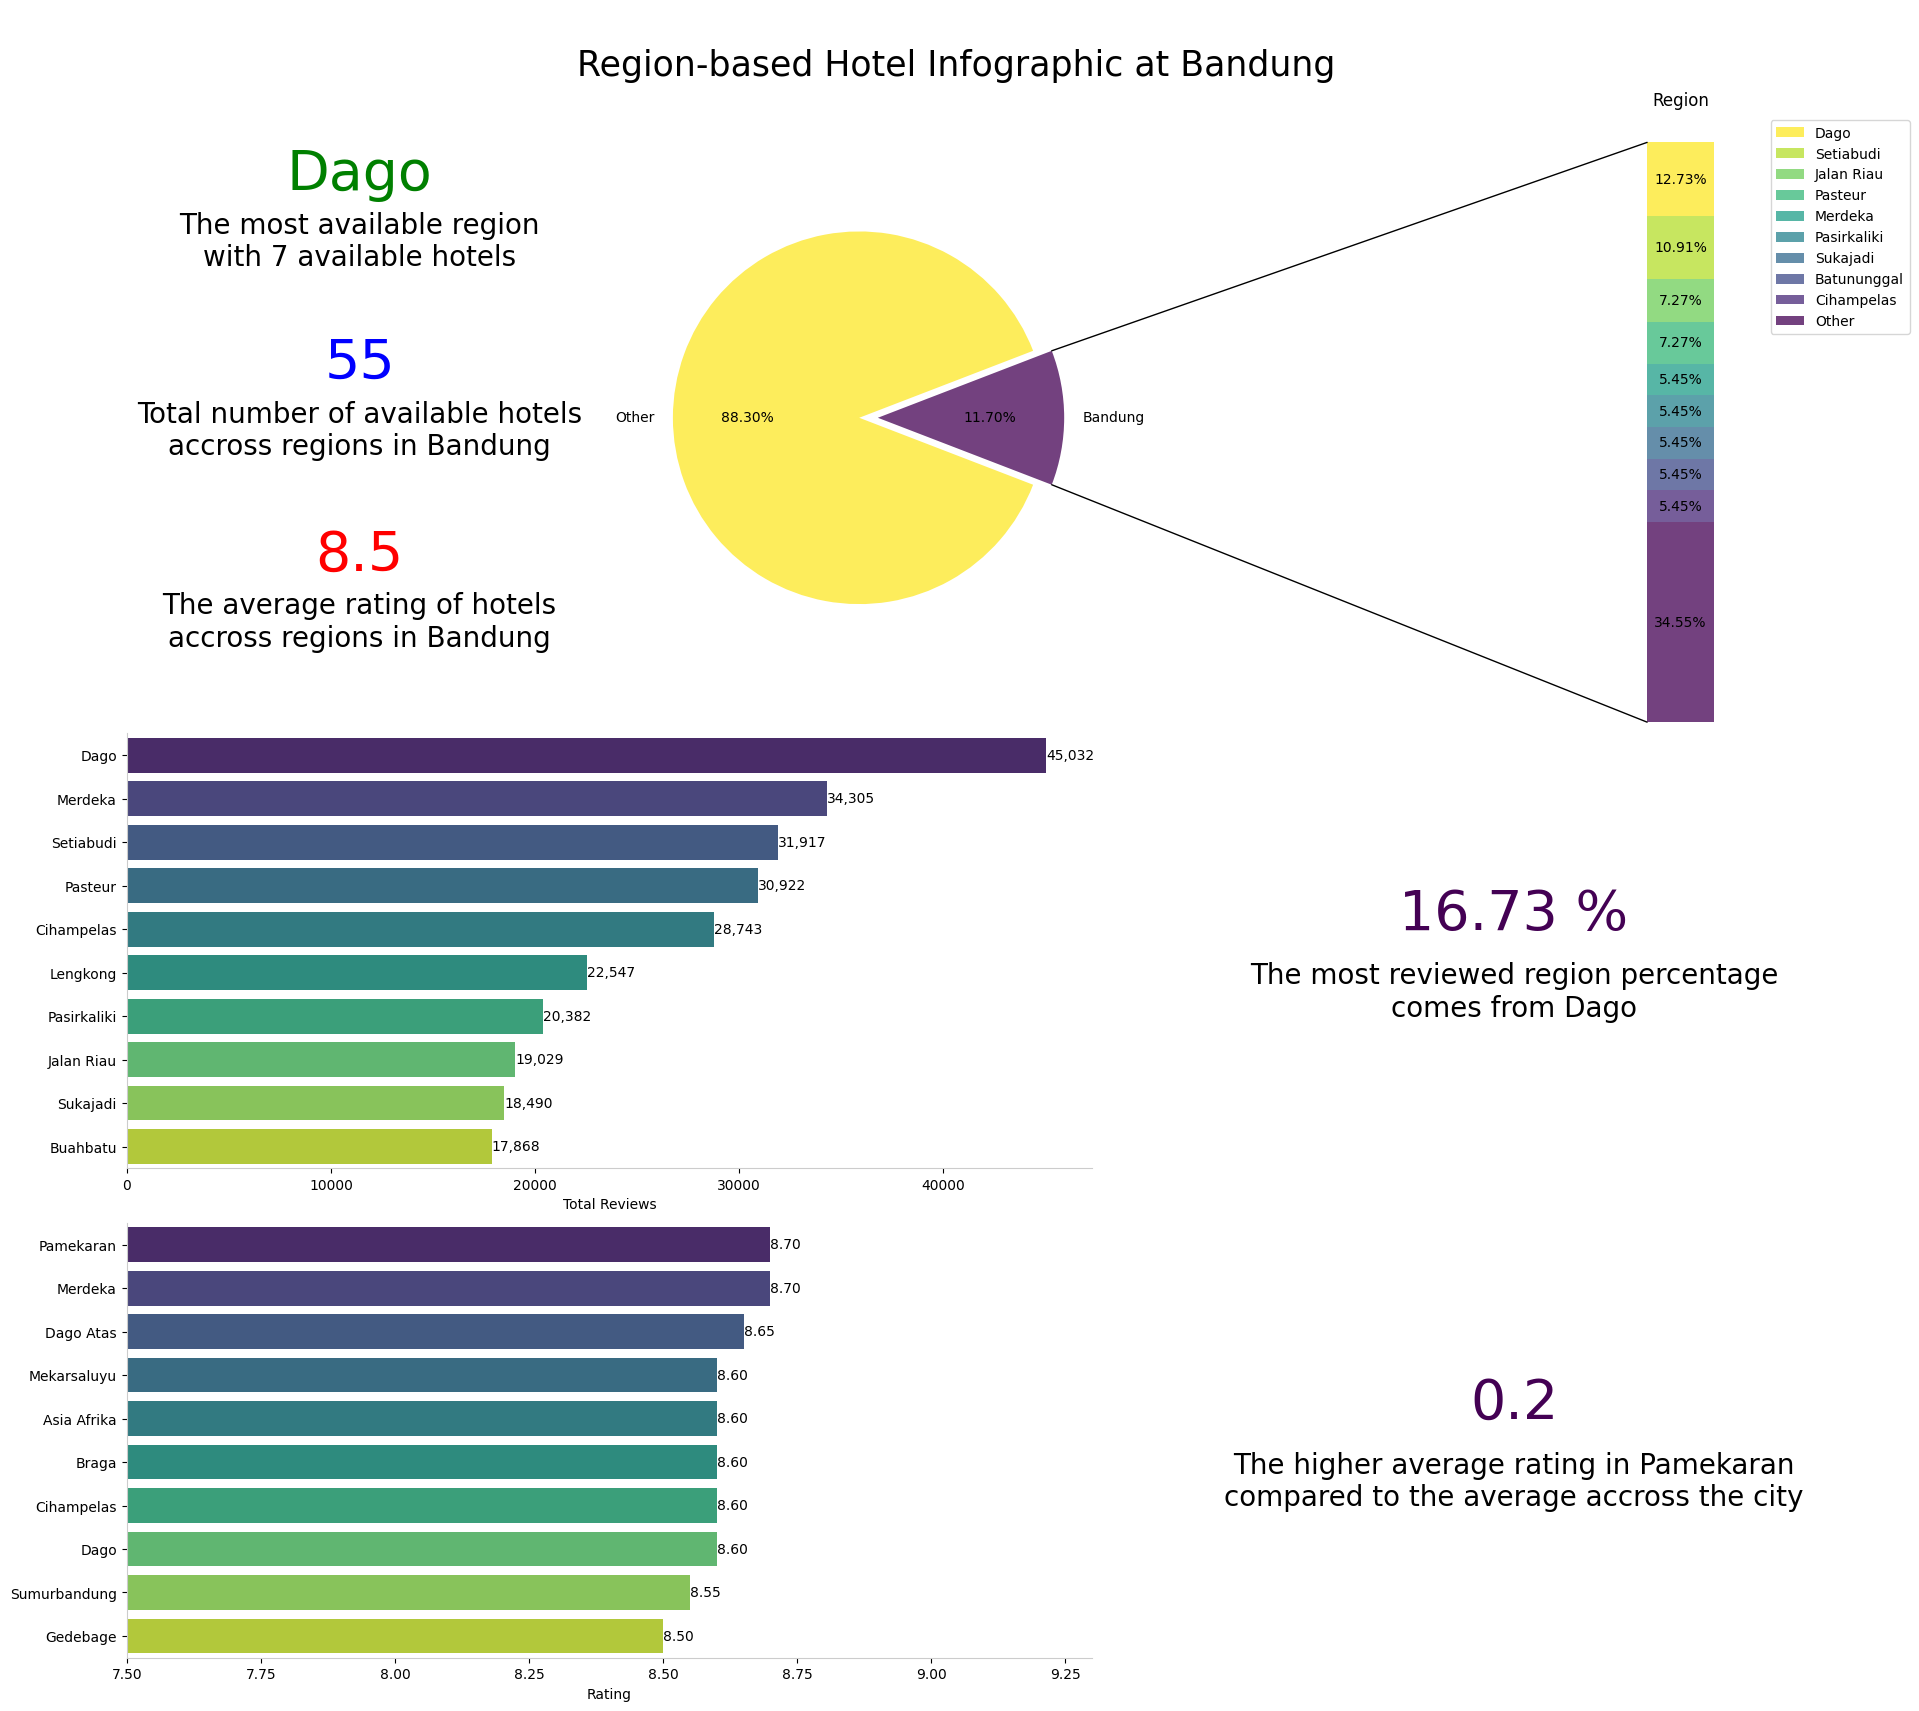 Region-based Hotel Infographic at Bandung
Dago
The most available region
with 7 available hotels
55
Total number of available hotels
accross regions in Bandung
8.5
The average rating of hotels
accross regions in Bandung
Other
88.30%
11.70%
Bandung
Region
12.73%
10.91%
7.27%
7.27%
5.45%
5.45%
5.45%
5.45%
5.45%
34.55%
Dago
Setiabudi
Jalan Riau
Pasteur
Merdeka
Pasirkaliki
Sukajadi
Batununggal
Cihampelas
Other
Dago 45,032
Merdeka 34,305
Setiabudi 31,917
Pasteur 30,922
Cihampelas 28,743
Lengkong 22,547
Pasirkaliki 20,382
Jalan Riau 19,029
Sukajadi 18,490
Buahbatu 17,868
0 10000 20000 30000 40000
Total Reviews
16.73 %
The most reviewed region percentage
comes from Dago
Pamekaran 8.70
Merdeka 8.70
Dago Atas 8.65
Mekarsaluyu 8.60
Asia Afrika 8.60
Braga 8.60
Cihampelas 8.60
Dago 8.60
Sumurbandung 8.55
Gedebage 8.50
7.50 7.75 8.00 8.25 8.50 8.75 9.00 9.25
Rating
0.2
The higher average rating in Pamekaran
compared to the average accross the city